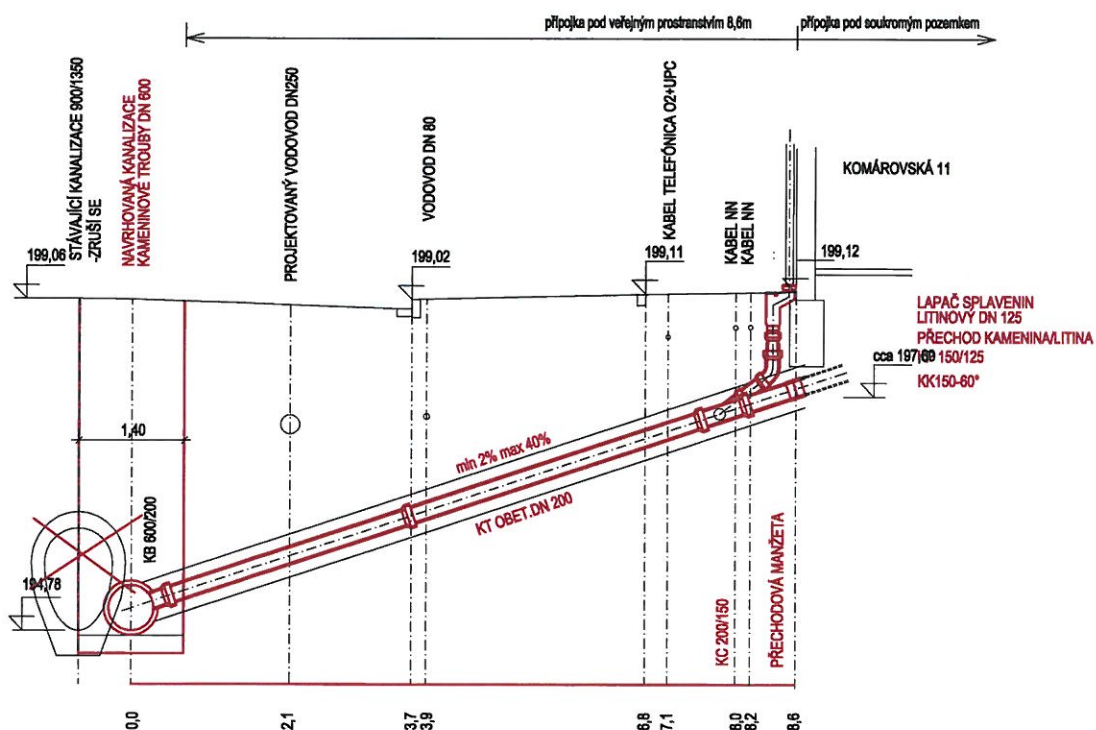 přípojka pod veřejným prostranstvím 8,6m
přípojka pod soukromým pozemkem
STÁVAJÍCÍ KANALIZACE 900/1350
-ZRUŠÍ SE
NAVRHOVANÁ KANALIZACE
KAMENINOVÉ TROUBY DN 600
PROJEKTOVANÝ VODOVOD DN250
VODOVOD DN 80
KABEL TELEFÓNICA O2+UPC
KABEL NN
KABEL NN
KOMÁROVSKÁ 11
199,06
199,02
199,11
199,12
LAPAČ SPLAVENIN
LITINOVÝ DN 125
PŘECHOD KAMENINA/LITINA
150/125
cca 197,60
KK150-60°
1,40
min 2% max 40%
KT OBET.DN 200
KB 600/200
194,78
KC 200/150
PŘECHODOVÁ MANŽETA
0,0
2,1
3,7
3,9
6,8
7,1
8,0
8,2
8,6